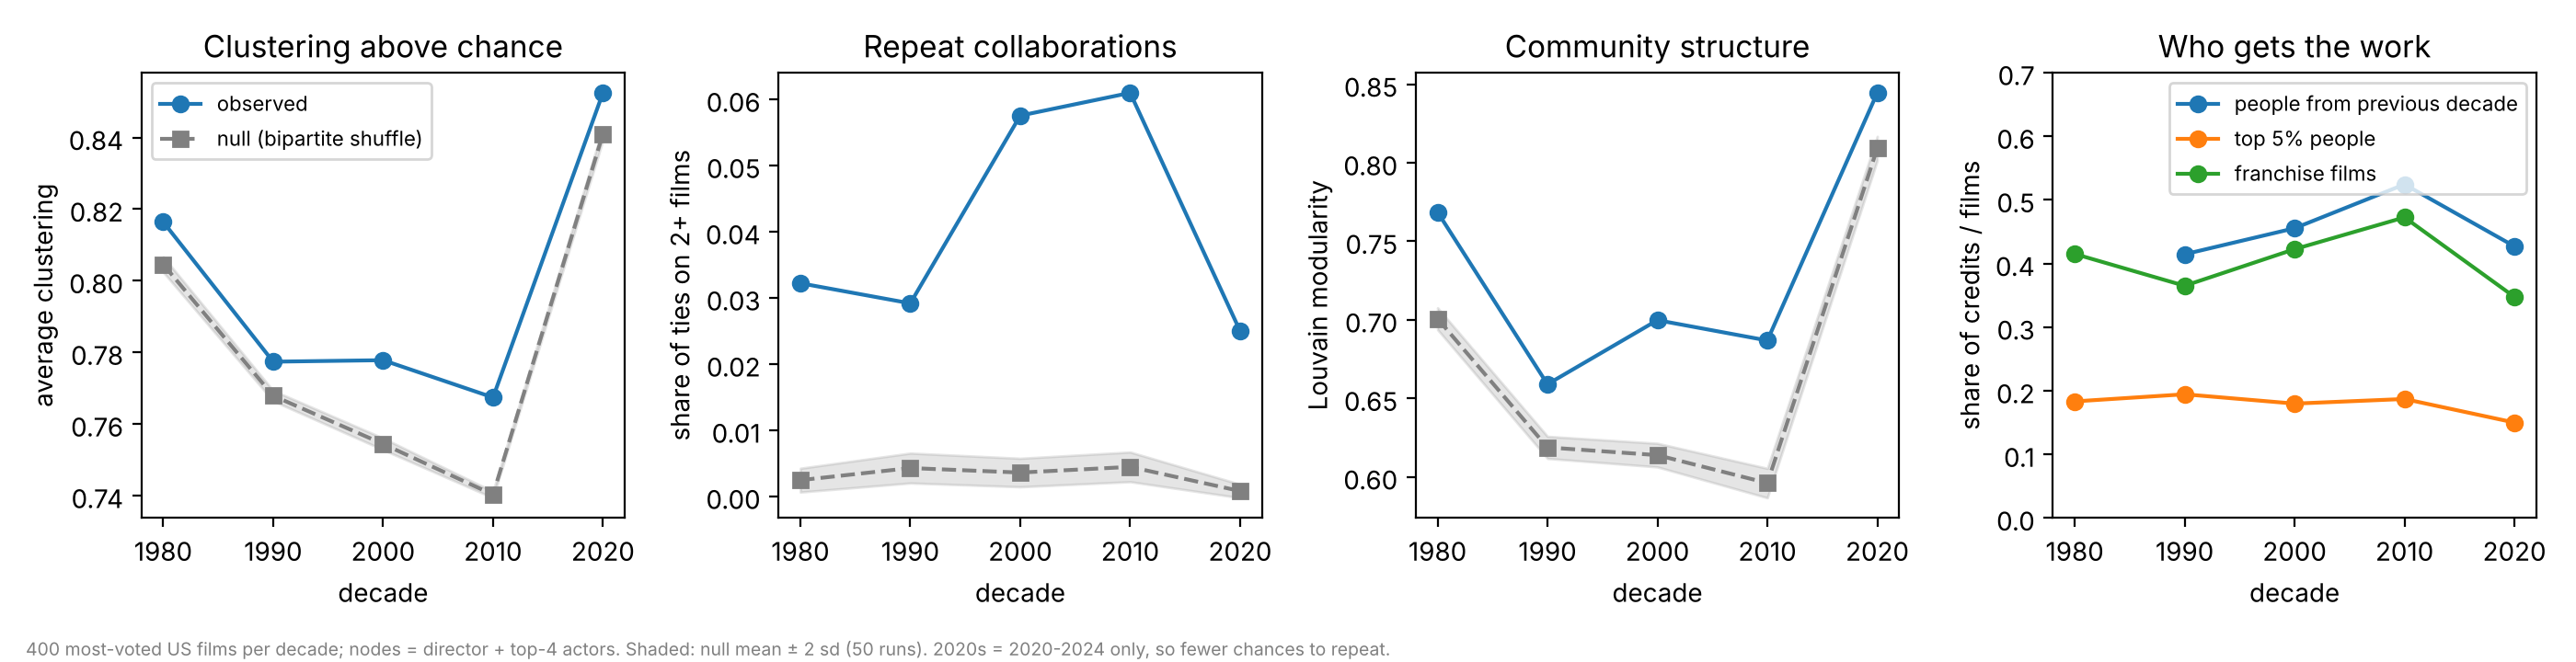 Clustering above chance
observed
null (bipartite shuffle)
0.84
0.82
0.80
0.78
0.76
0.74
average clustering
1980 1990 2000 2010 2020
decade
Repeat collaborations
0.06
0.05
0.04
0.03
0.02
0.01
0.00
share of ties on 2+ films
1980 1990 2000 2010 2020
decade
Community structure
0.85
0.80
0.75
0.70
0.65
0.60
Louvain modularity
1980 1990 2000 2010 2020
decade
Who gets the work
people from previous decade
top 5% people
franchise films
0.7
0.6
0.5
0.4
0.3
0.2
0.1
0.0
share of credits / films
1980 1990 2000 2010 2020
decade
400 most-voted US films per decade; nodes = director + top-4 actors. Shaded: null mean ± 2 sd (50 runs). 2020s = 2020-2024 only, so fewer chances to repeat.